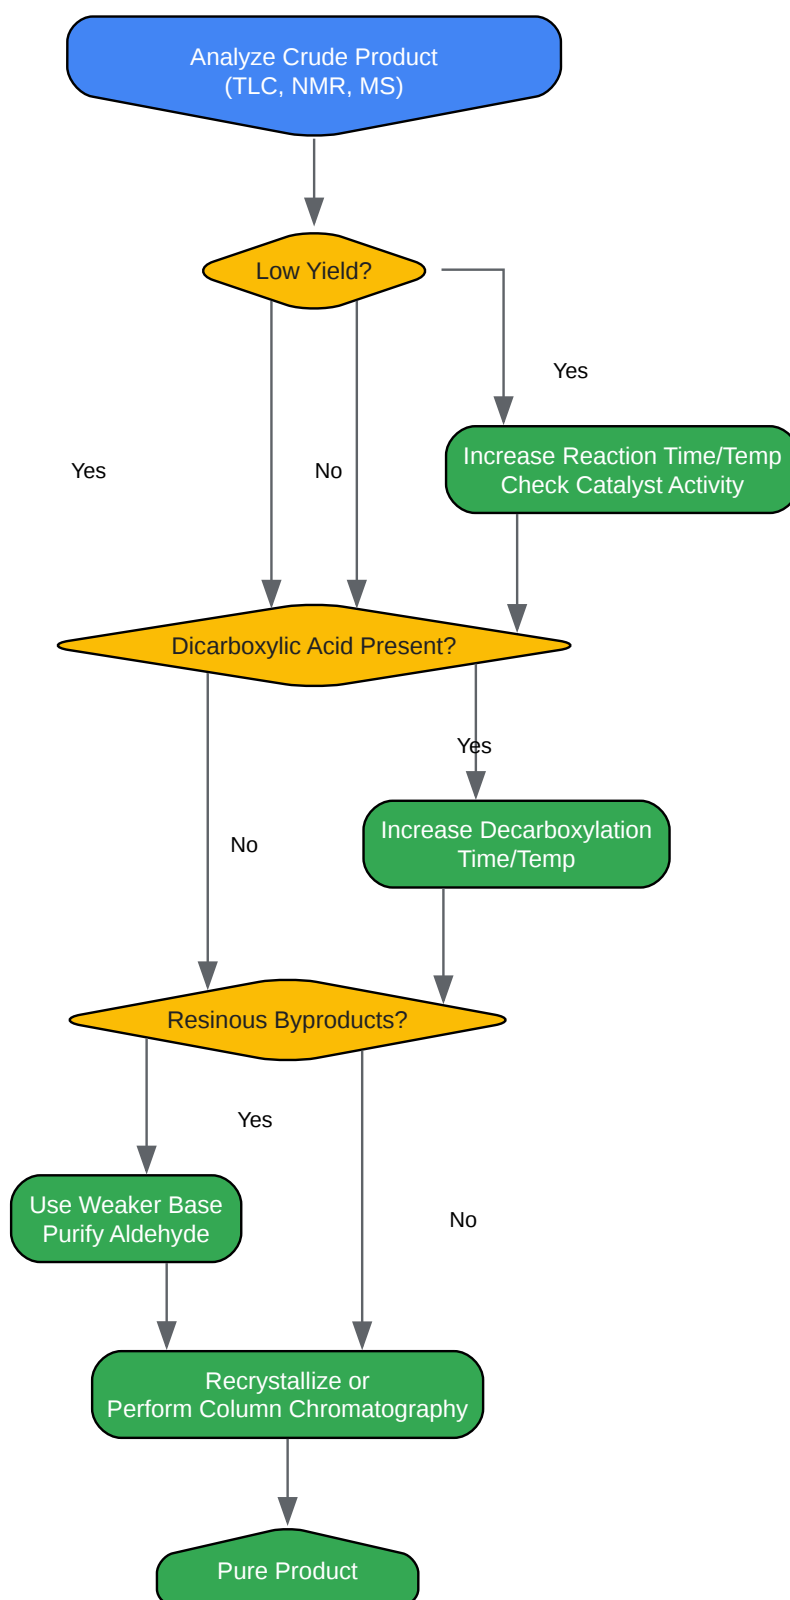 Analyze Crude Product
(TLC, NMR, MS)
Low Yield?
Yes
Increase Reaction Time/Temp
Check Catalyst Activity
Yes
No
Dicarboxylic Acid Present?
Yes
Increase Decarboxylation
Time/Temp
No
Resinous Byproducts?
Yes
Use Weaker Base
Purify Aldehyde
No
Recrystallize or
Perform Column Chromatography
Pure Product